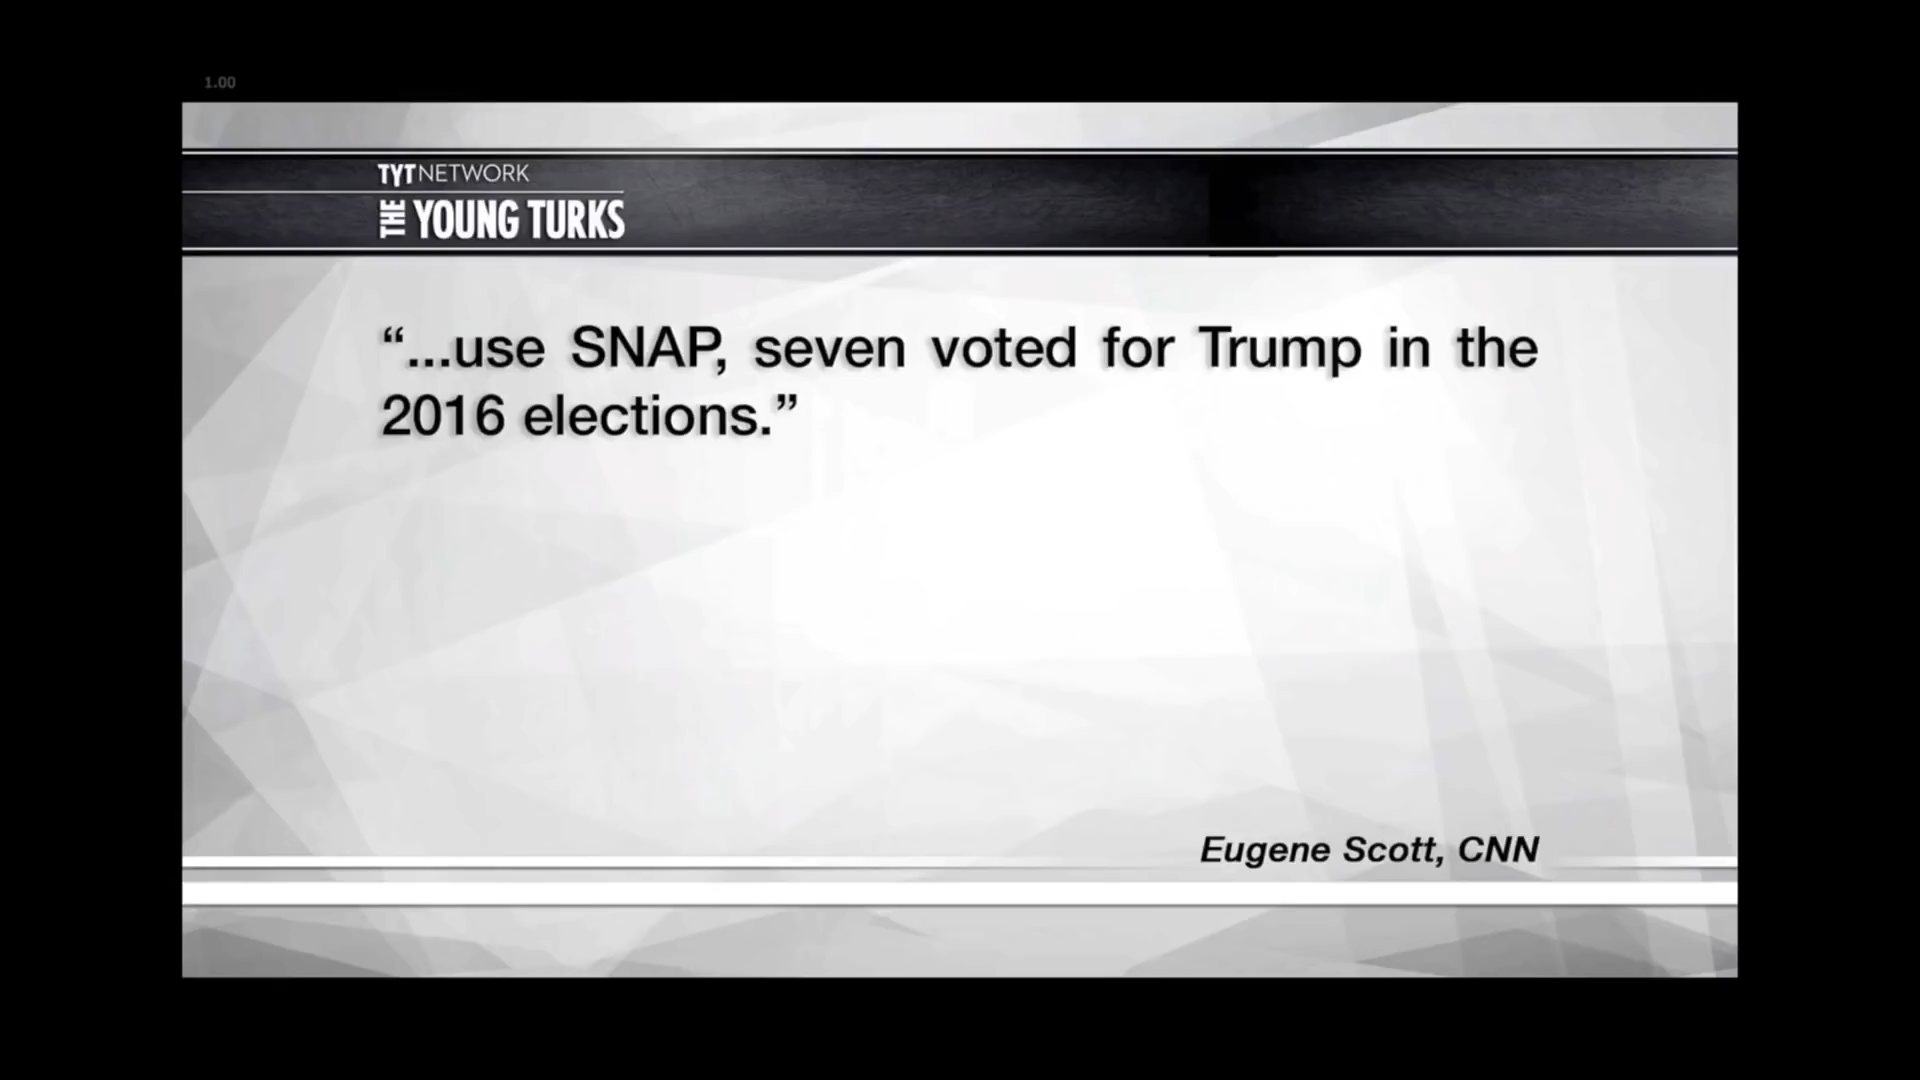 1.00
TYT NETWORK
THE YOUNG TURKS
“...use SNAP, seven voted for Trump in the
2016 elections.”
Eugene Scott, CNN